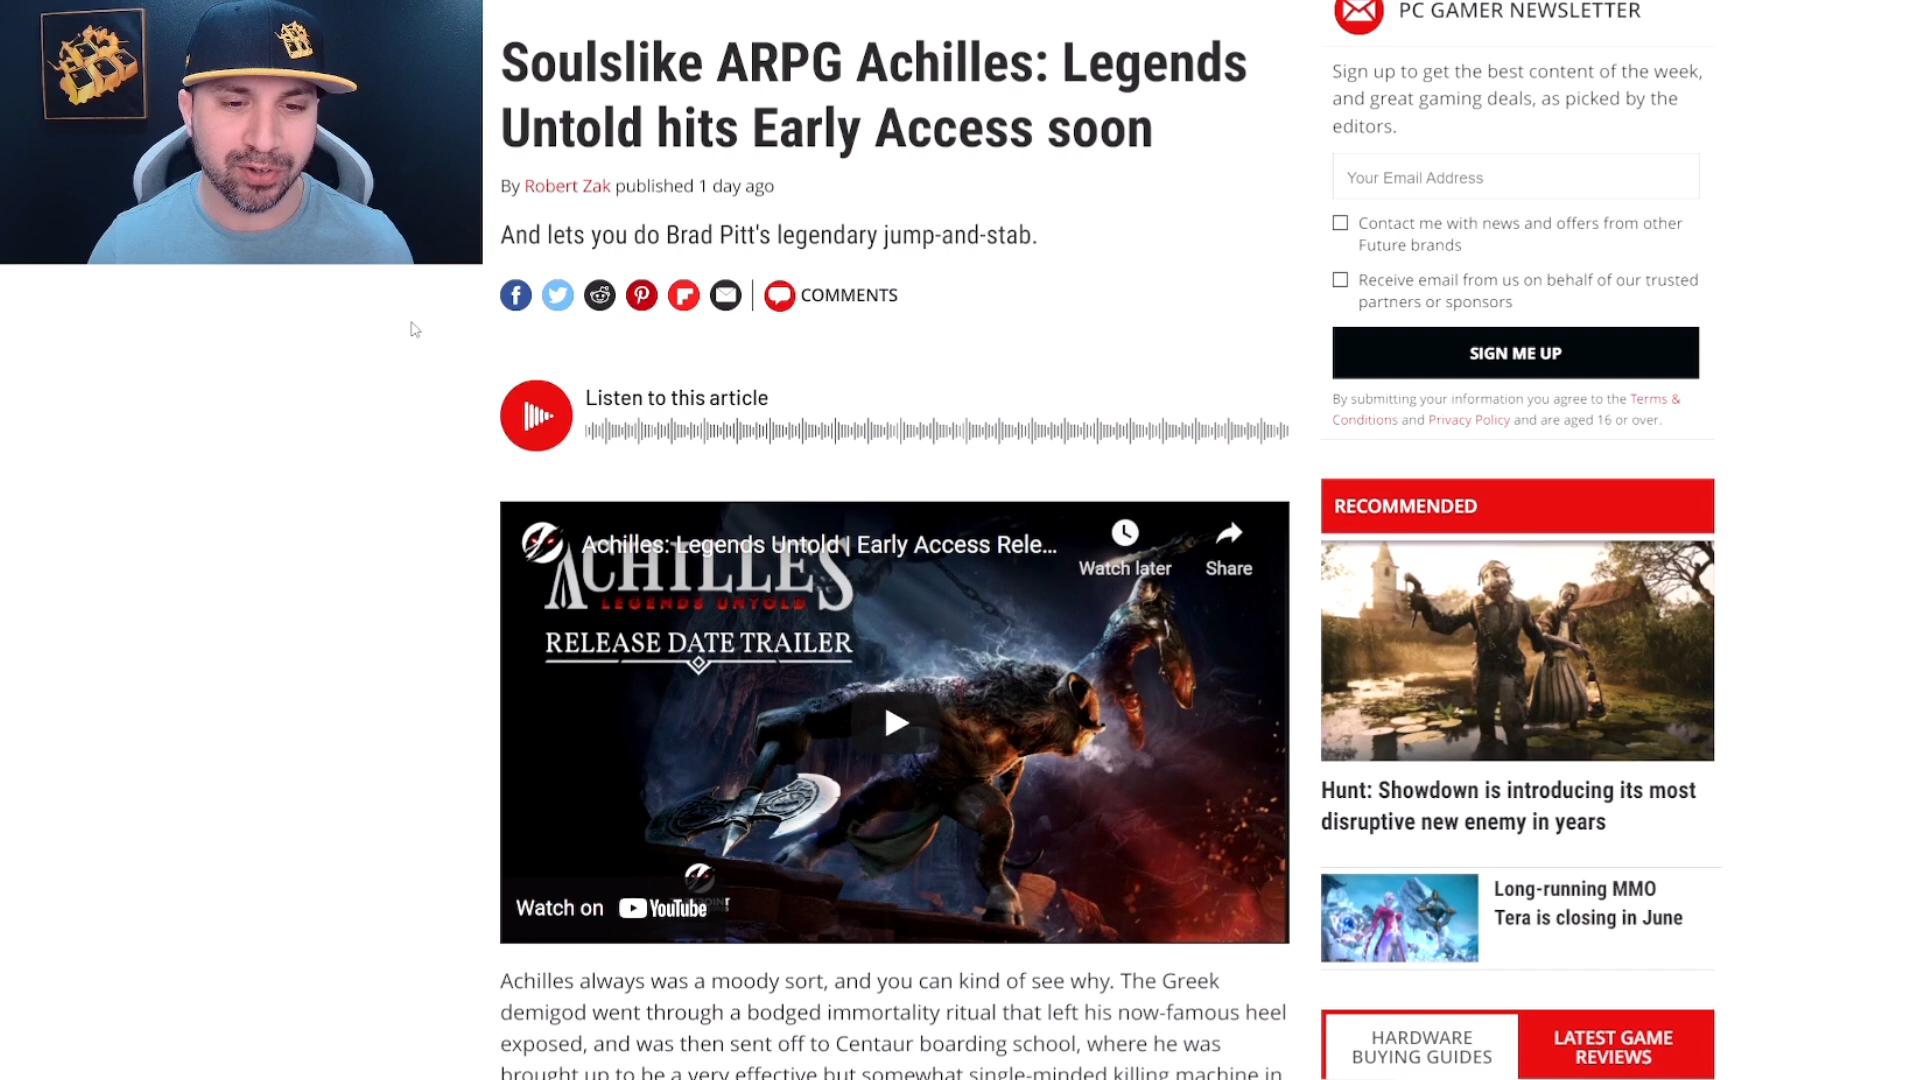 Soulslike ARPG Achilles: Legends
Untold hits Early Access soon
By Robert Zak published 1 day ago
And lets you do Brad Pitt's legendary jump-and-stab.
COMMENTS
Listen to this article
Achilles: Legends Untold | Early Access Rele...
Watch later
Share
ACHILLES
LEGENDS UNTOLD
RELEASE DATE TRAILER
Watch on YouTube
Achilles always was a moody sort, and you can kind of see why. The Greek
demigod went through a bodged immortality ritual that left his now-famous heel
exposed, and was then sent off to Centaur boarding school, where he was
brought up to be a very effective but somewhat single-minded killing machine in
PC GAMER NEWSLETTER
Sign up to get the best content of the week,
and great gaming deals, as picked by the
editors.
Your Email Address
Contact me with news and offers from other
Future brands
Receive email from us on behalf of our trusted
partners or sponsors
SIGN ME UP
By submitting your information you agree to the Terms &
Conditions and Privacy Policy and are aged 16 or over.
RECOMMENDED
Hunt: Showdown is introducing its most
disruptive new enemy in years
Long-running MMO
Tera is closing in June
HARDWARE
BUYING GUIDES
LATEST GAME
REVIEWS